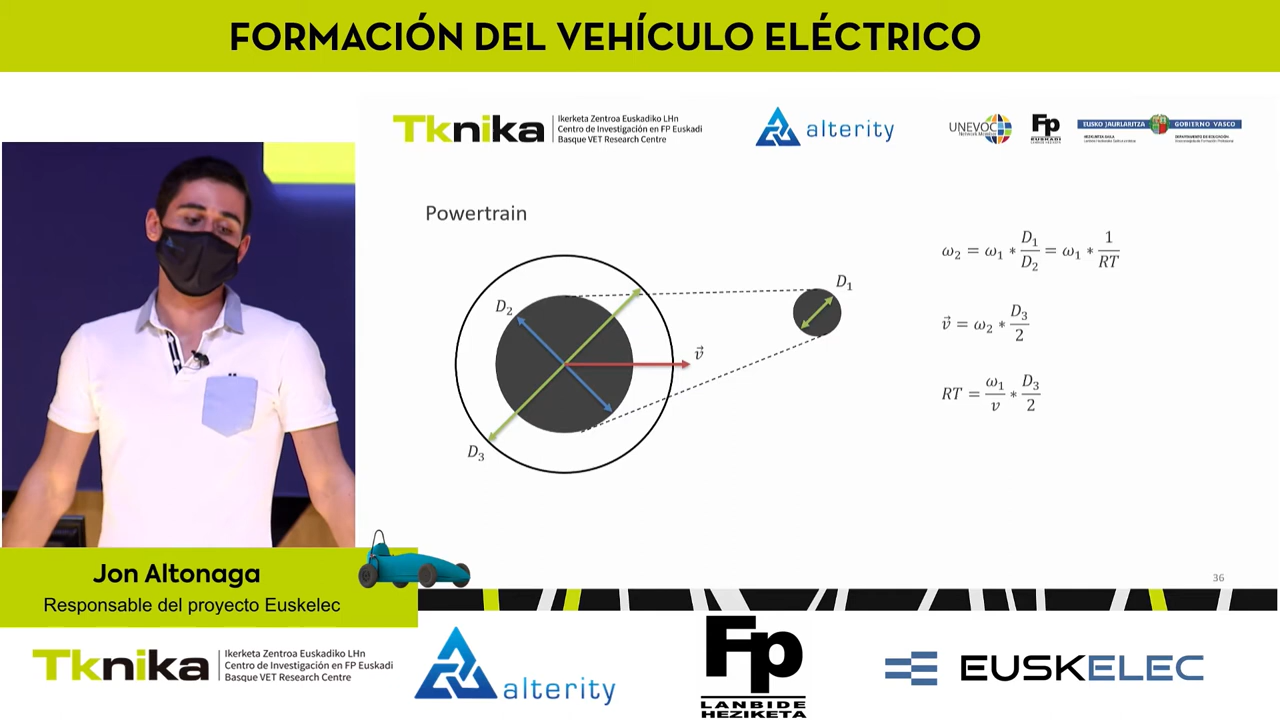 FORMACIÓN DEL VEHÍCULO ELÉCTRICO
Tknika
Ikerketa Zentroa Euskadiko LHn
Centro de Investigación en FP Euskadi
Basque VET Research Centre
alterity
UNEVOC
Fp
EUSKADI
EUSKO JAURLARITZA
GOBIERNO VASCO
Powertrain
D₁
D₂
v⃗
D₃
ω₂ = ω₁ * D₁/D₂ = ω₁ * 1/RT
v⃗ = ω₂ * D₃/2
RT = ω₁/v * D₃/2
36
Jon Altonaga
Responsable del proyecto Euskelec
Tknika
Ikerketa Zentroa Euskadiko LHn
Centro de Investigación en FP Euskadi
Basque VET Research Centre
alterity
Fp
LANBIDE
HEZIKETA
EUSKELEC